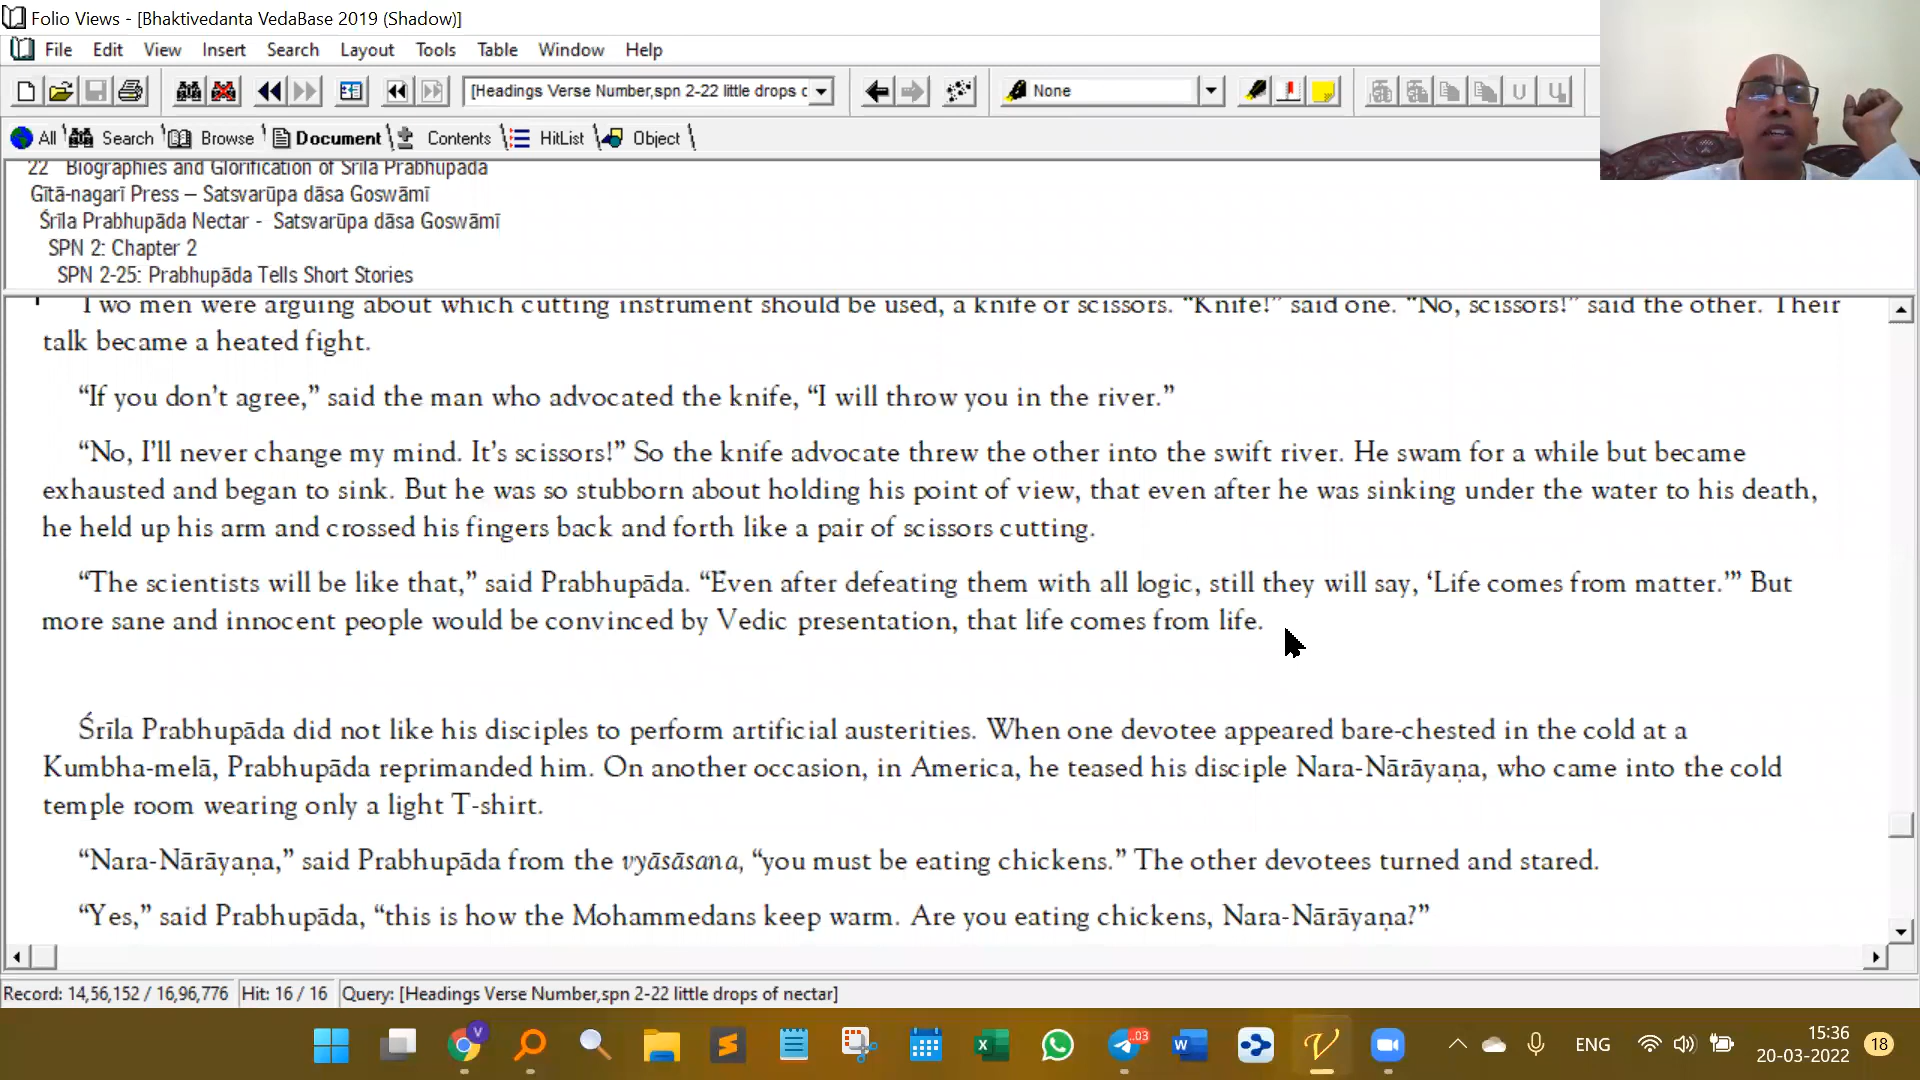 Folio Views - [Bhaktivedanta VedaBase 2019 (Shadow)]
File Edit View Insert Search Layout Tools Table Window Help
[Headings Verse Number,spn 2-22 little drops c
None
All Search Browse Document Contents HitList Object
22 Biographies and Glorification of Śrīla Prabhupāda
Gītā-nagarī Press – Satsvarūpa dāsa Goswāmī
Śrīla Prabhupāda Nectar - Satsvarūpa dāsa Goswāmī
SPN 2: Chapter 2
SPN 2-25: Prabhupāda Tells Short Stories
Two men were arguing about which cutting instrument should be used, a knife or scissors. “Knife!” said one. “No, scissors!” said the other. Their
talk became a heated fight.
“If you don’t agree,” said the man who advocated the knife, “I will throw you in the river.”
“No, I’ll never change my mind. It’s scissors!” So the knife advocate threw the other into the swift river. He swam for a while but became
exhausted and began to sink. But he was so stubborn about holding his point of view, that even after he was sinking under the water to his death,
he held up his arm and crossed his fingers back and forth like a pair of scissors cutting.
“The scientists will be like that,” said Prabhupāda. “Even after defeating them with all logic, still they will say, ‘Life comes from matter.’” But
more sane and innocent people would be convinced by Vedic presentation, that life comes from life.
Śrīla Prabhupāda did not like his disciples to perform artificial austerities. When one devotee appeared bare-chested in the cold at a
Kumbha-melā, Prabhupāda reprimanded him. On another occasion, in America, he teased his disciple Nara-Nārāyaṇa, who came into the cold
temple room wearing only a light T-shirt.
“Nara-Nārāyaṇa,” said Prabhupāda from the vyāsāsana, “you must be eating chickens.” The other devotees turned and stared.
“Yes,” said Prabhupāda, “this is how the Mohammedans keep warm. Are you eating chickens, Nara-Nārāyaṇa?”
Record: 14,56,152 / 16,96,776 Hit: 16 / 16 Query: [Headings Verse Number,spn 2-22 little drops of nectar]
V
..03
ENG
15:36
20-03-2022
18